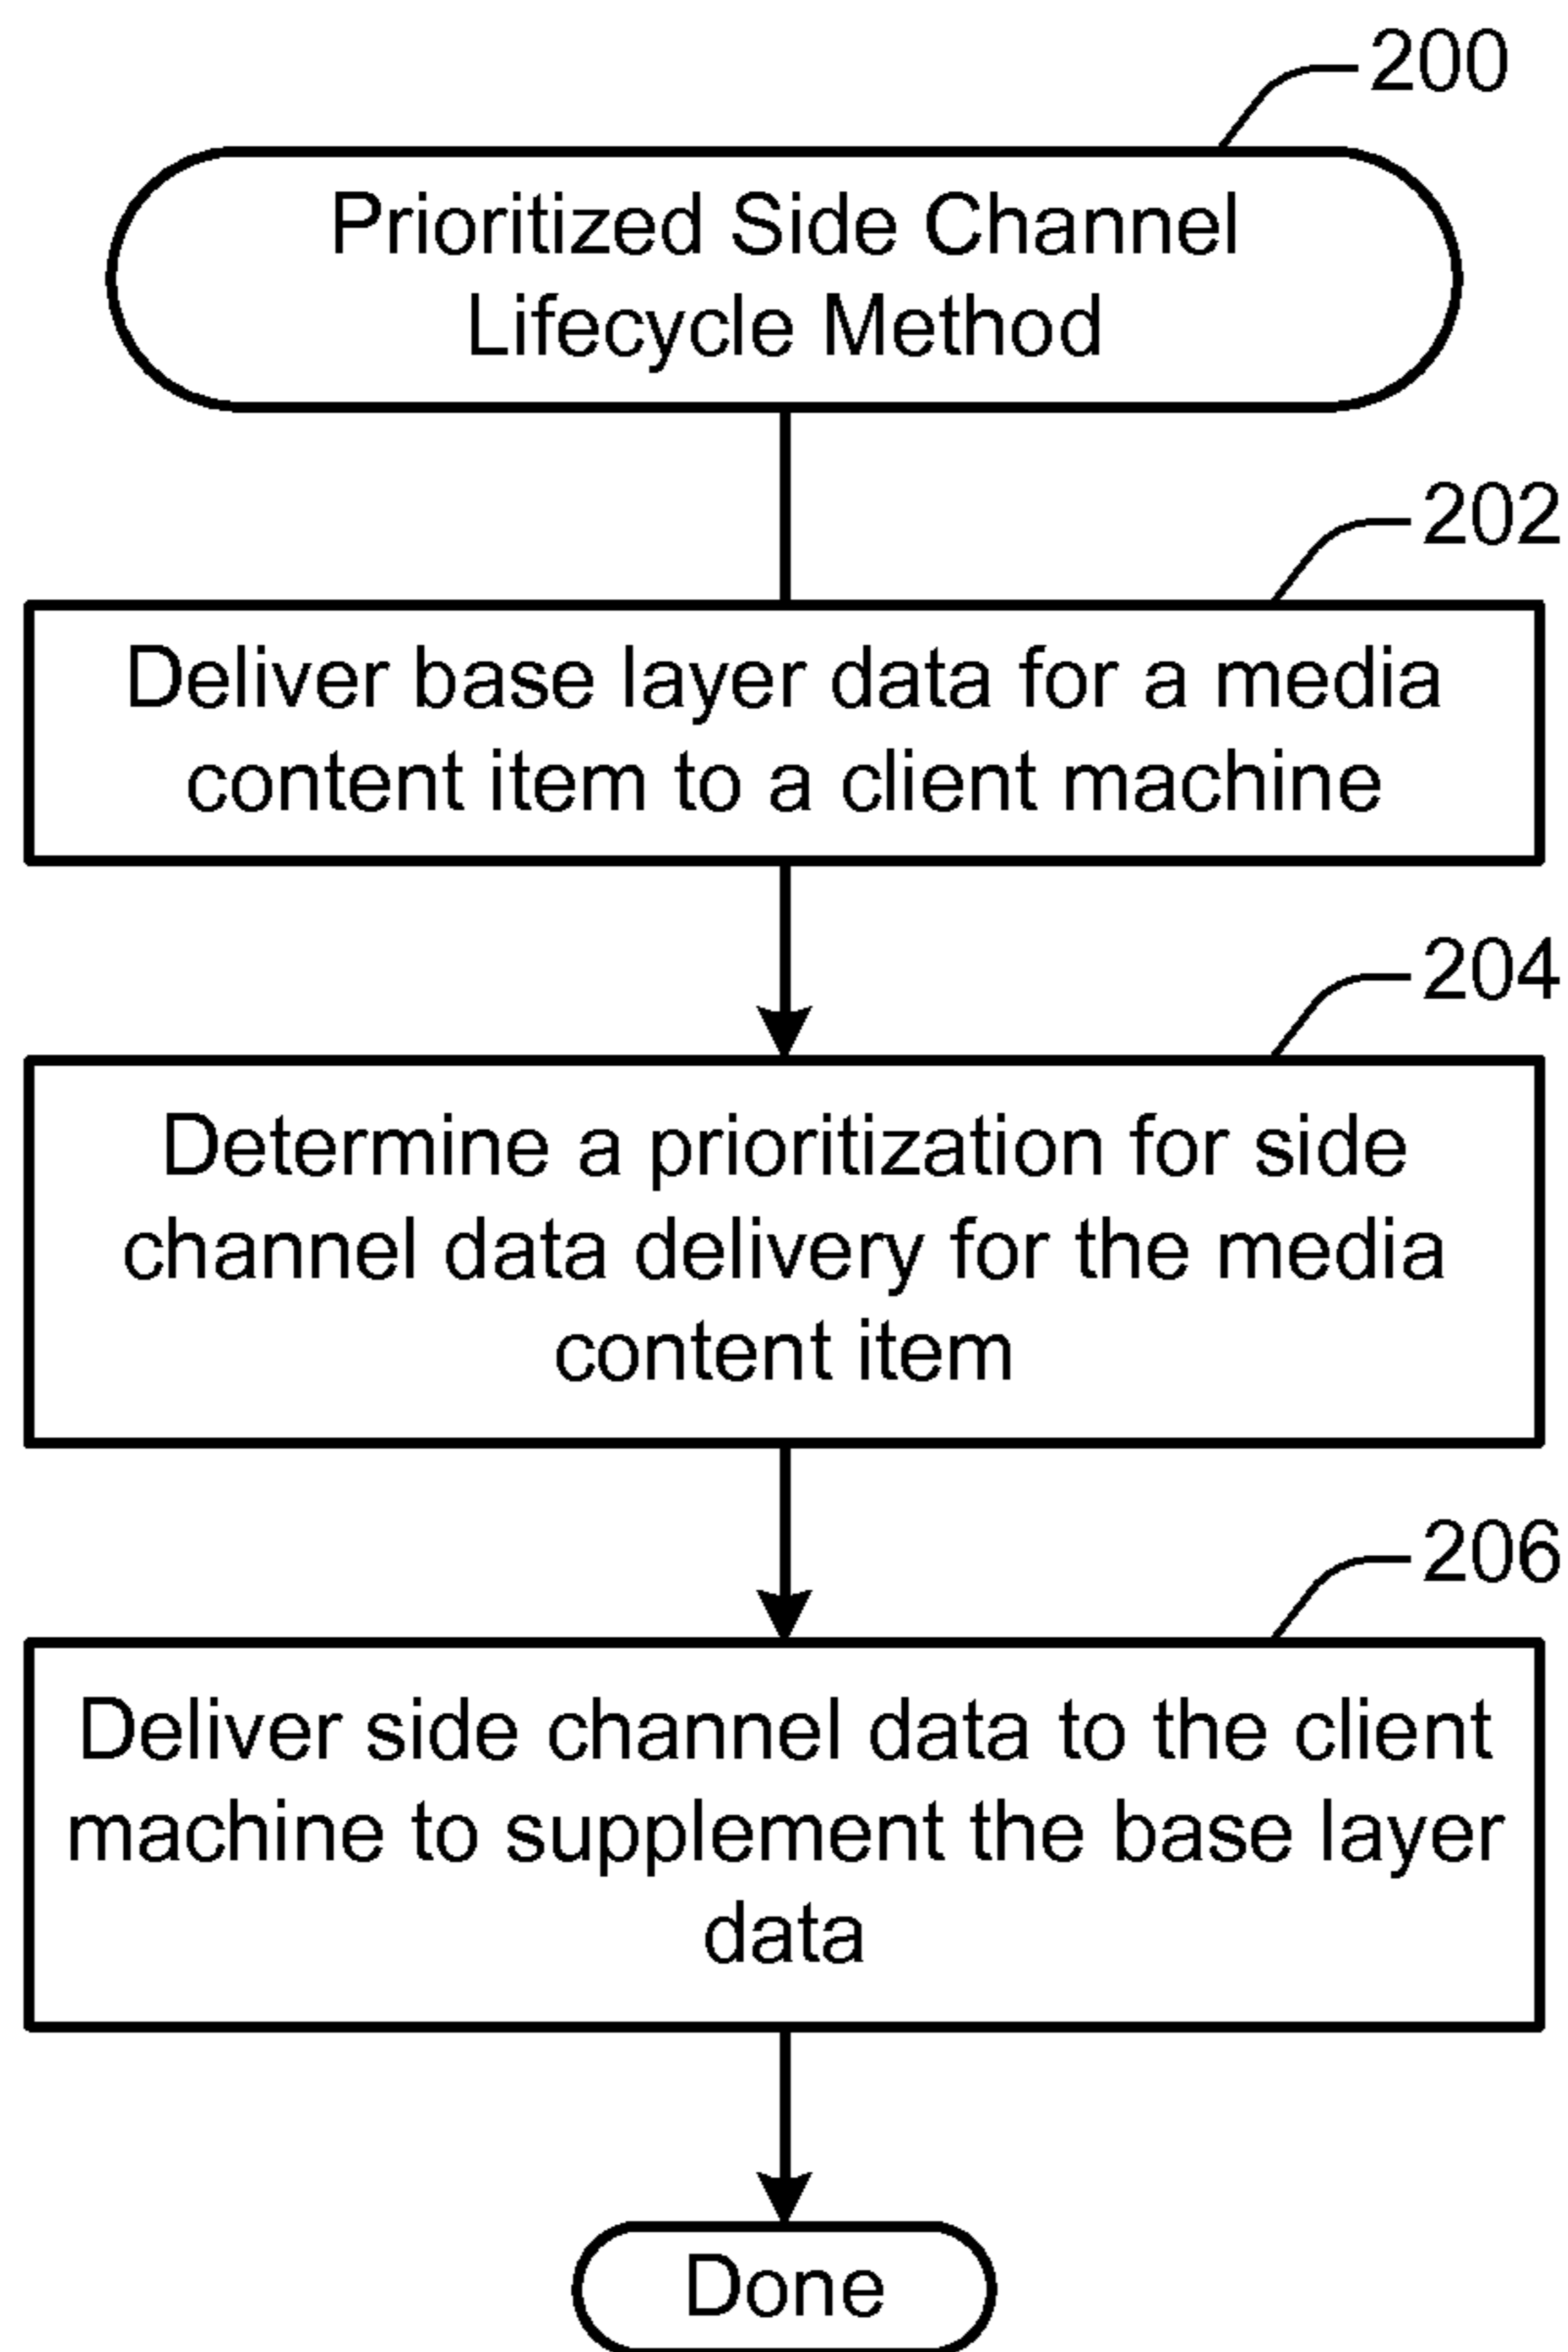 200
Prioritized Side Channel
Lifecycle Method
202
Deliver base layer data for a media
content item to a client machine
204
Determine a prioritization for side
channel data delivery for the media
content item
206
Deliver side channel data to the client
machine to supplement the base layer
data
Done